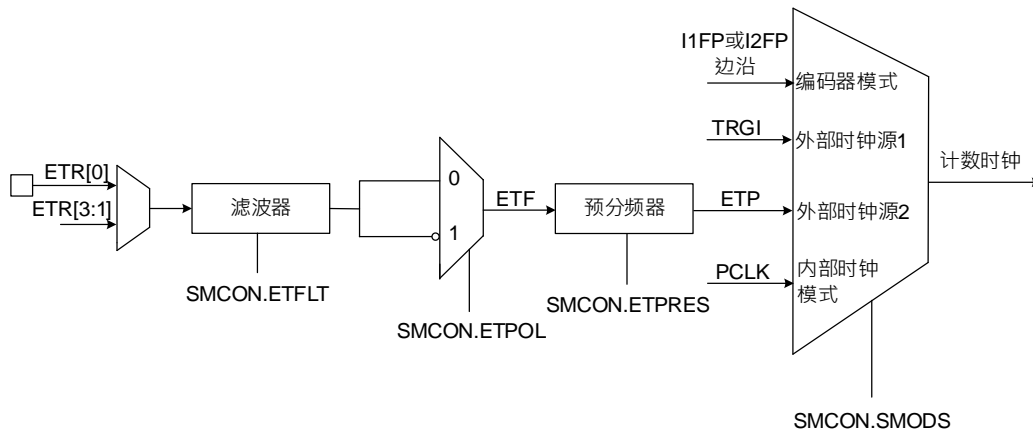 I1FP或I2FP
边沿
编码器模式
TRGI
外部时钟源1
计数时钟
ETR[0]
ETR[3:1]
滤波器
0
1
ETF
预分频器
ETP
外部时钟源2
PCLK
内部时钟
模式
SMCON.ETFLT
SMCON.ETPOL
SMCON.ETPRES
SMCON.SMODS